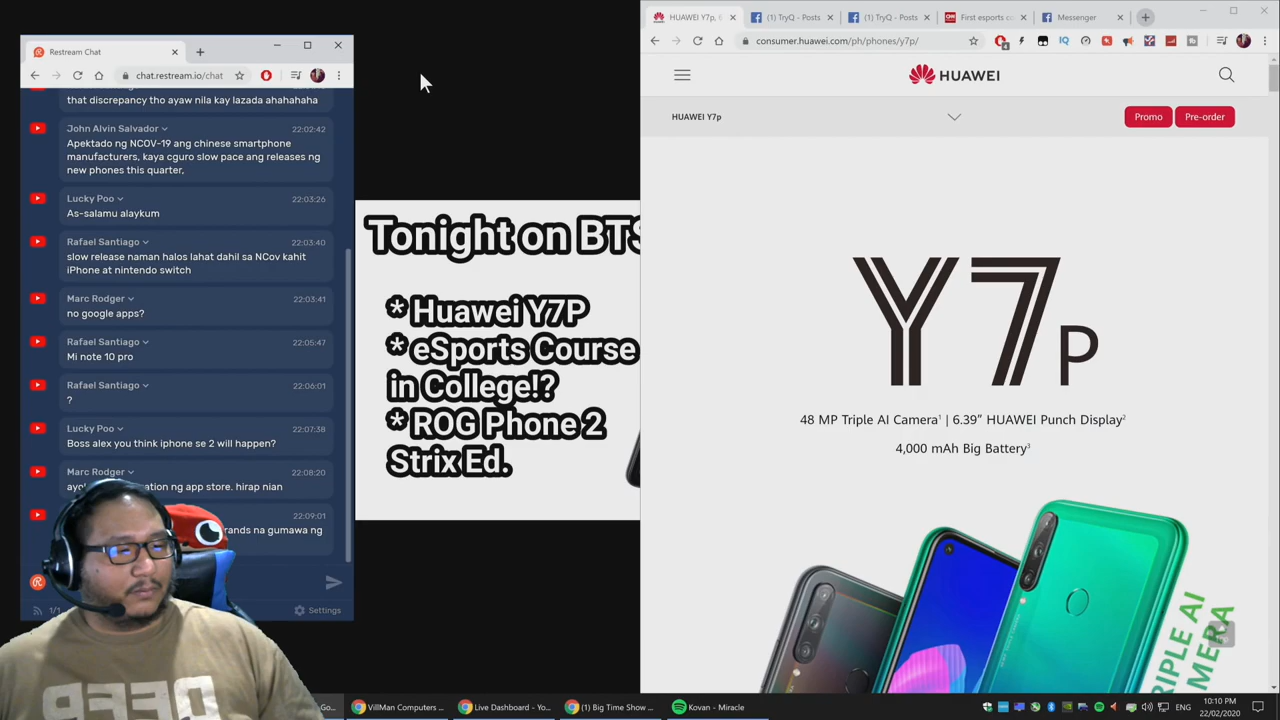 Restream Chat
chat.restream.io/chat
that discrepancy tho ayaw nila kay lazada ahahahaha
John Alvin Salvador
22:02:42
Apektado ng NCOV-19 ang chinese smartphone
manufacturers, kaya cguro slow pace ang releases ng
new phones this quarter,
Lucky Poo
22:03:26
As-salamu alaykum
Rafael Santiago
22:03:40
slow release naman halos lahat dahil sa NCov kahit
iPhone at nintendo switch
Marc Rodger
22:03:41
no google apps?
Rafael Santiago
22:05:47
Mi note 10 pro
Rafael Santiago
22:06:01
?
Lucky Poo
22:07:38
Boss alex you think iphone se 2 will happen?
Marc Rodger
22:08:20
ation ng app store. hirap nian
22:09:01
rands na gumawa ng
1/1
Settings
Tonight on BTS
* Huawei Y7P
* eSports Course
in College!?
* ROG Phone 2
Strix Ed.
HUAWEI Y7p, 6
(1) TryQ - Posts
(1) TryQ - Posts
First esports co
Messenger
consumer.huawei.com/ph/phones/y7p/
HUAWEI
HUAWEI Y7p
Promo
Pre-order
Y7p
48 MP Triple AI Camera¹ | 6.39” HUAWEI Punch Display²
4,000 mAh Big Battery³
TRIPLE AI
CAMERA
DEEP
Go...
VillMan Computers ...
Live Dashboard - Yo...
(1) Big Time Show ...
Kovan - Miracle
ENG
10:10 PM
22/02/2020